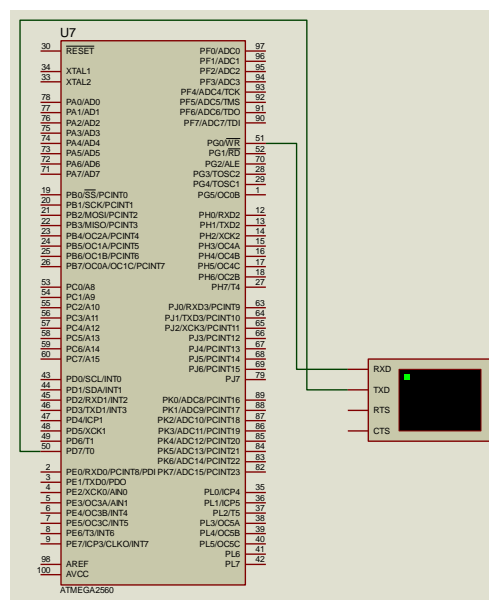 U7
30 RESET PF0/ADC0 97
PF1/ADC1 96
34 XTAL1 PF2/ADC2 95
33 XTAL2 PF3/ADC3 94
PF4/ADC4/TCK 93
78 PA0/AD0 PF5/ADC5/TMS 92
77 PA1/AD1 PF6/ADC6/TDO 91
76 PA2/AD2 PF7/ADC7/TDI 90
75 PA3/AD3
74 PA4/AD4 PG0/WR 51
73 PA5/AD5 PG1/RD 52
72 PA6/AD6 PG2/ALE 70
71 PA7/AD7 PG3/TOSC2 28
PG4/TOSC1 29
19 PB0/SS/PCINT0 PG5/OC0B 1
20 PB1/SCK/PCINT1
21 PB2/MOSI/PCINT2 PH0/RXD2 12
22 PB3/MISO/PCINT3 PH1/TXD2 13
23 PB4/OC2A/PCINT4 PH2/XCK2 14
24 PB5/OC1A/PCINT5 PH3/OC4A 15
25 PB6/OC1B/PCINT6 PH4/OC4B 16
26 PB7/OC0A/OC1C/PCINT7 PH5/OC4C 17
PH6/OC2B 18
53 PC0/A8 PH7/T4 27
54 PC1/A9
55 PC2/A10 PJ0/RXD3/PCINT9 63
56 PC3/A11 PJ1/TXD3/PCINT10 64
57 PC4/A12 PJ2/XCK3/PCINT11 65
58 PC5/A13 PJ3/PCINT12 66
59 PC6/A14 PJ4/PCINT13 67
60 PC7/A15 PJ5/PCINT14 68
PJ6/PCINT15 69
43 PD0/SCL/INT0 PJ7 79
44 PD1/SDA/INT1
45 PD2/RXD1/INT2 PK0/ADC8/PCINT16 89
46 PD3/TXD1/INT3 PK1/ADC9/PCINT17 88
47 PD4/ICP1 PK2/ADC10/PCINT18 87
48 PD5/XCK1 PK3/ADC11/PCINT19 86
49 PD6/T1 PK4/ADC12/PCINT20 85
50 PD7/T0 PK5/ADC13/PCINT21 84
PK6/ADC14/PCINT22 83
2 PE0/RXD0/PCINT8/PDI PK7/ADC15/PCINT23 82
3 PE1/TXD0/PDO
4 PE2/XCK0/AIN0 PL0/ICP4 35
5 PE3/OC3A/AIN1 PL1/ICP5 36
6 PE4/OC3B/INT4 PL2/T5 37
7 PE5/OC3C/INT5 PL3/OC5A 38
8 PE6/T3/INT6 PL4/OC5B 39
9 PE7/ICP3/CLKO/INT7 PL5/OC5C 40
PL6 41
98 AREF PL7 42
100 AVCC
ATMEGA2560
RXD
TXD
RTS
CTS